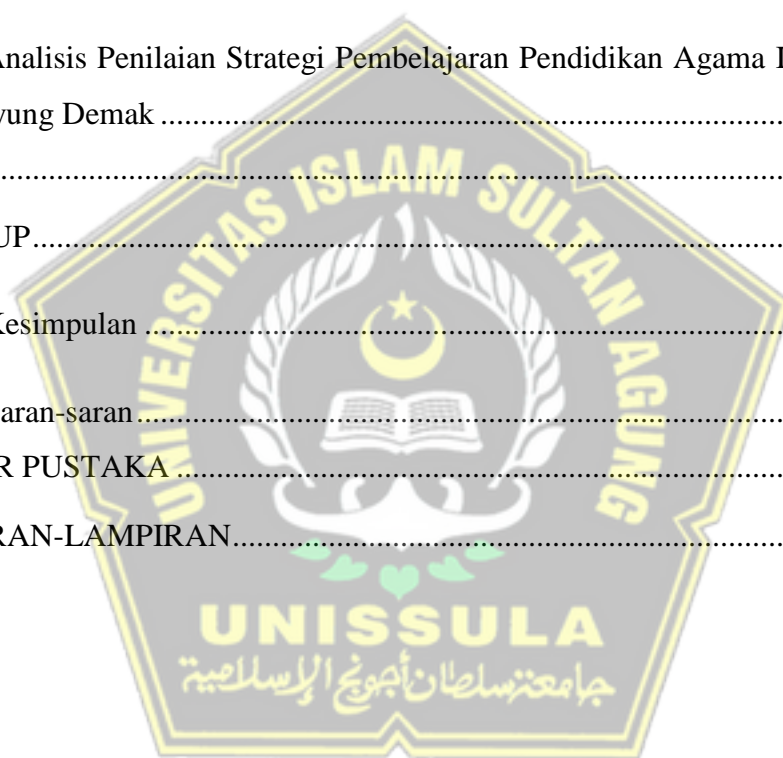 Analisis Penilaian Strategi Pembelajaran Pendidikan Agama
Demak ........................................................................
........................................................................
UP........................................................................
Kesimpulan ........................................................................
aran-saran........................................................................
R PUSTAKA ........................................................................
RAN-LAMPIRAN........................................................................
UNIVERSITAS ISLAM SULTAN AGUNG
UNISSULA
جامعة سلطان أجونج الإسلامية